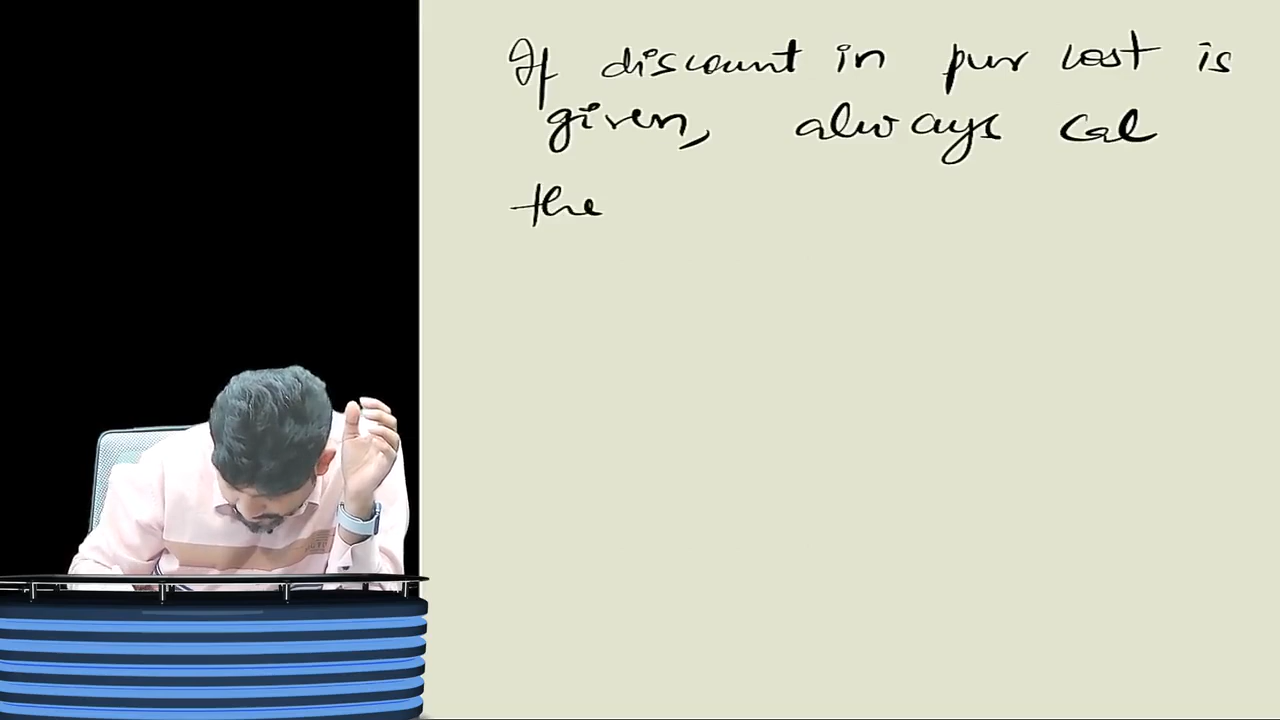 If discount in pur cost is
given, always cal
the